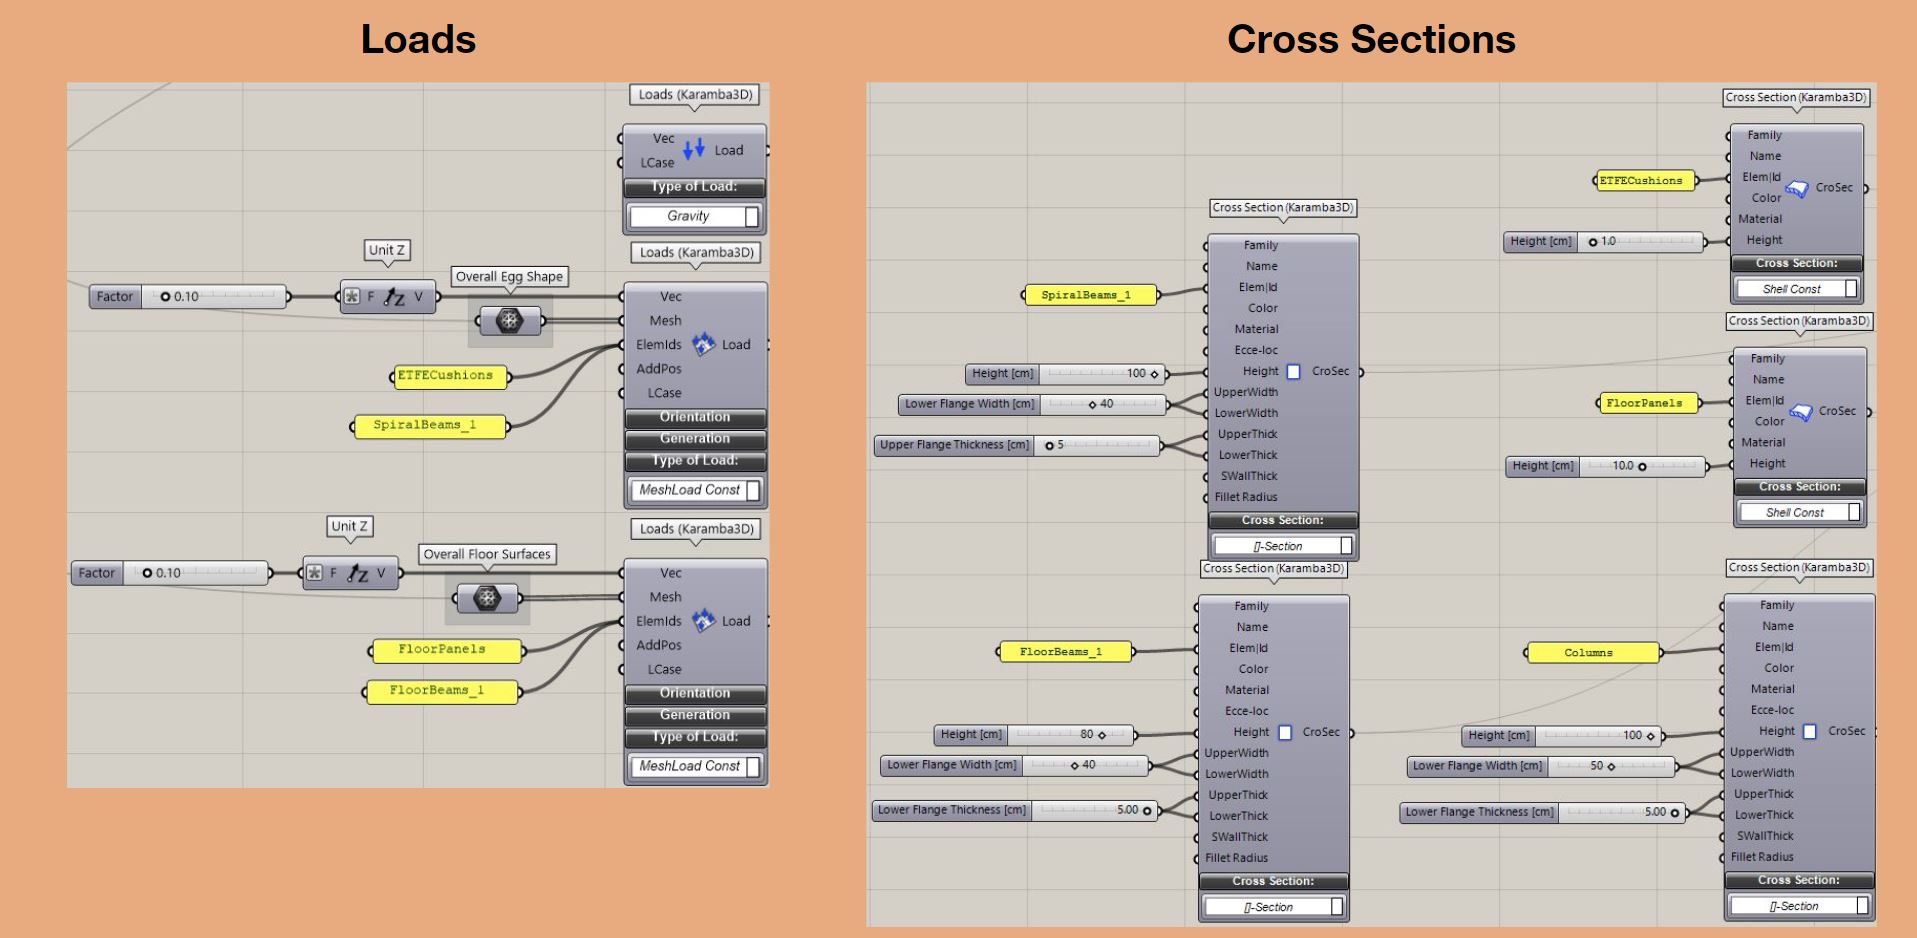 Loads
Loads (Karamba3D)
Vec
LCase
Load
Type of Load:
Gravity
Loads (Karamba3D)
Unit Z
Overall Egg Shape
Factor
0.10
F
Z
V
Vec
Mesh
ElemIds
AddPos
LCase
Load
ETFECushions
SpiralBeams_1
Orientation
Generation
Type of Load:
MeshLoad Const
Loads (Karamba3D)
Unit Z
Overall Floor Surfaces
Factor
0.10
F
Z
V
Vec
Mesh
ElemIds
AddPos
LCase
Load
FloorPanels
FloorBeams_1
Orientation
Generation
Type of Load:
MeshLoad Const
Cross Sections
Cross Section (Karamba3D)
SpiralBeams_1
Height [cm] 100
Lower Flange Width [cm] 40
Upper Flange Thickness [cm] 5
Family
Name
Elem|Id
Color
Material
Ecce-loc
Height
UpperWidth
LowerWidth
UpperThick
LowerThick
SWallThick
Fillet Radius
CroSec
Cross Section:
[]-Section
Cross Section (Karamba3D)
FloorBeams_1
Height [cm] 80
Lower Flange Width [cm] 40
Lower Flange Thickness [cm] 5.00
Family
Name
Elem|Id
Color
Material
Ecce-loc
Height
UpperWidth
LowerWidth
UpperThick
LowerThick
SWallThick
Fillet Radius
CroSec
Cross Section:
[]-Section
Cross Section (Karamba3D)
ETFECushions
Height [cm] 1.0
Family
Name
Elem|Id
Color
Material
Height
CroSec
Cross Section:
Shell Const
Cross Section (Karamba3D)
FloorPanels
Height [cm] 10.0
Family
Name
Elem|Id
Color
Material
Height
CroSec
Cross Section:
Shell Const
Cross Section (Karamba3D)
Columns
Height [cm] 100
Lower Flange Width [cm] 50
Lower Flange Thickness [cm] 5.00
Family
Name
Elem|Id
Color
Material
Ecce-loc
Height
UpperWidth
LowerWidth
UpperThick
LowerThick
SWallThick
Fillet Radius
CroSec
Cross Section:
[]-Section